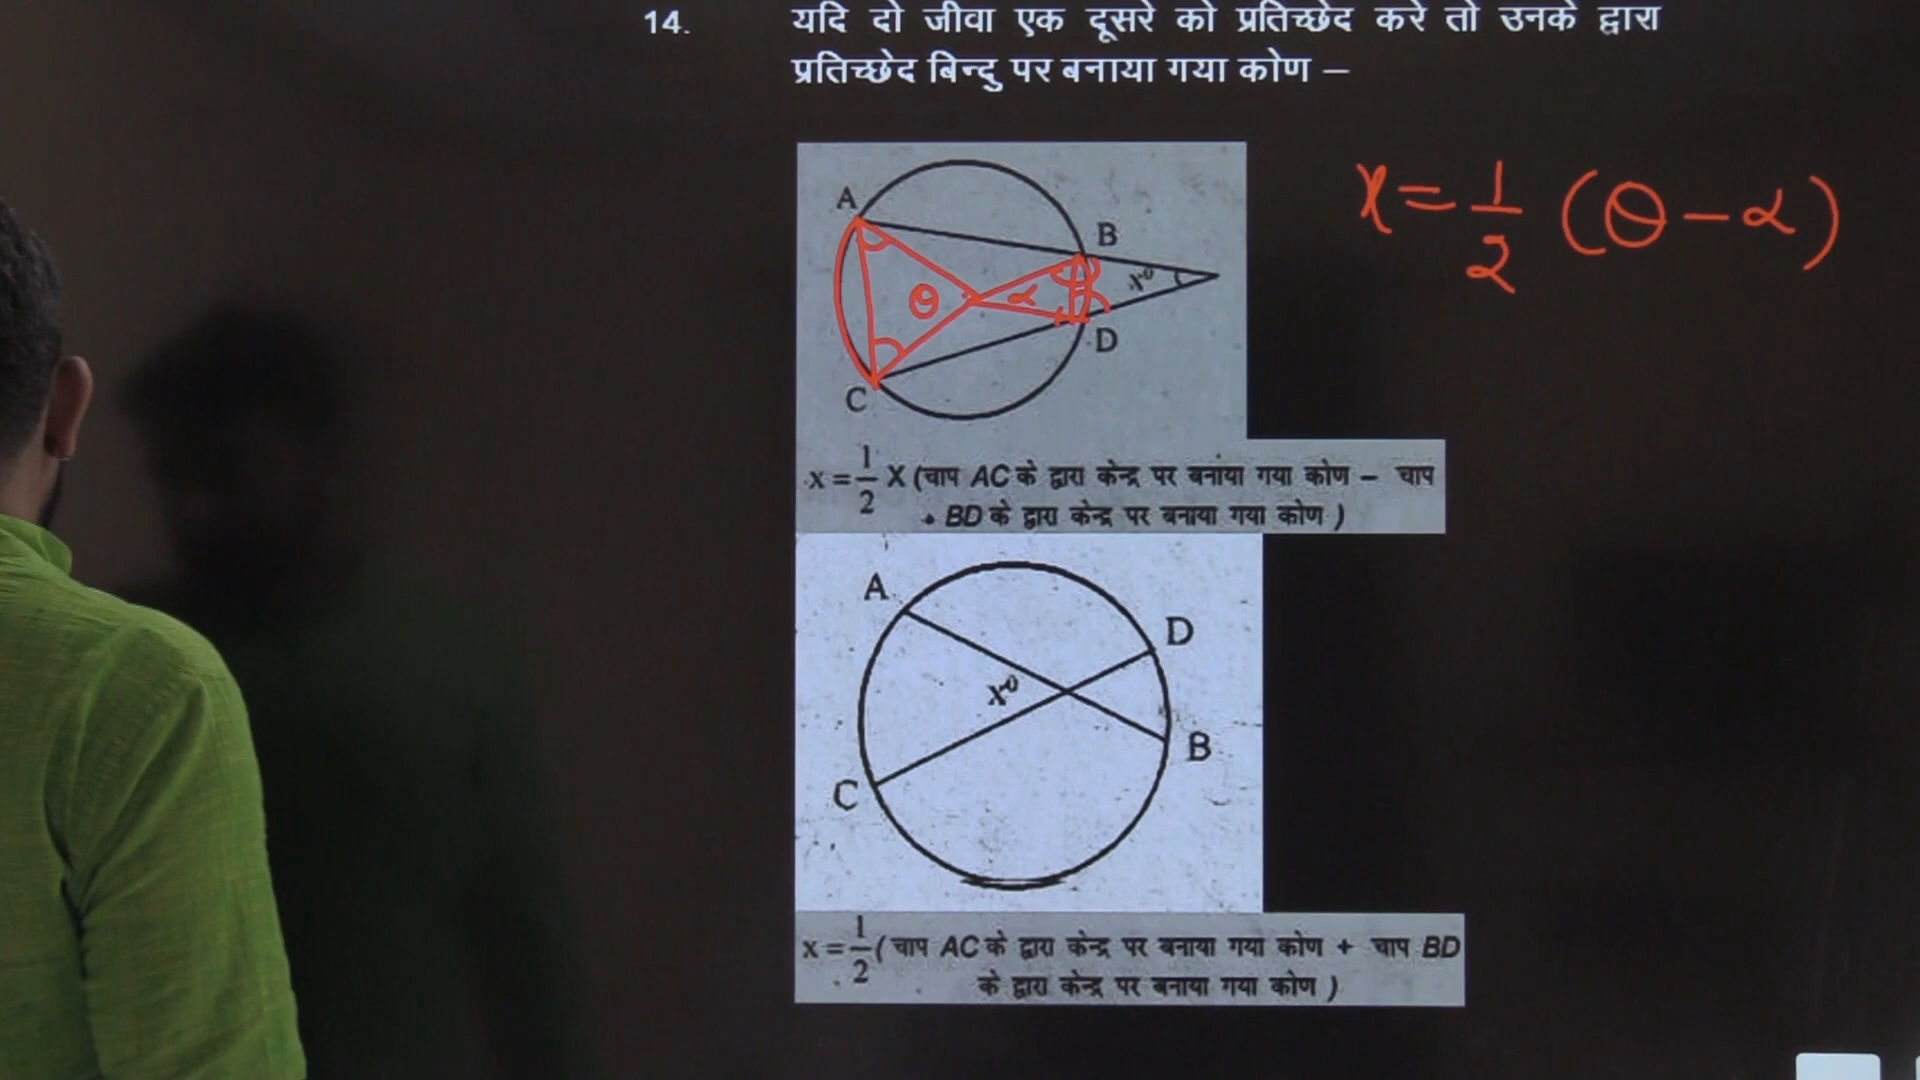 14. यदि दो जीवा एक दूसरे को प्रतिच्छेद करे तो उनके द्वारा
प्रतिच्छेद बिन्दु पर बनाया गया कोण –
x = 1/2 (θ – α)
A
B
x°
θ
α
D
C
x = 1/2 X (चाप AC के द्वारा केन्द्र पर बनाया गया कोण – चाप
BD के द्वारा केन्द्र पर बनाया गया कोण )
A
D
x°
B
C
x = 1/2 ( चाप AC के द्वारा केन्द्र पर बनाया गया कोण + चाप BD
के द्वारा केन्द्र पर बनाया गया कोण )